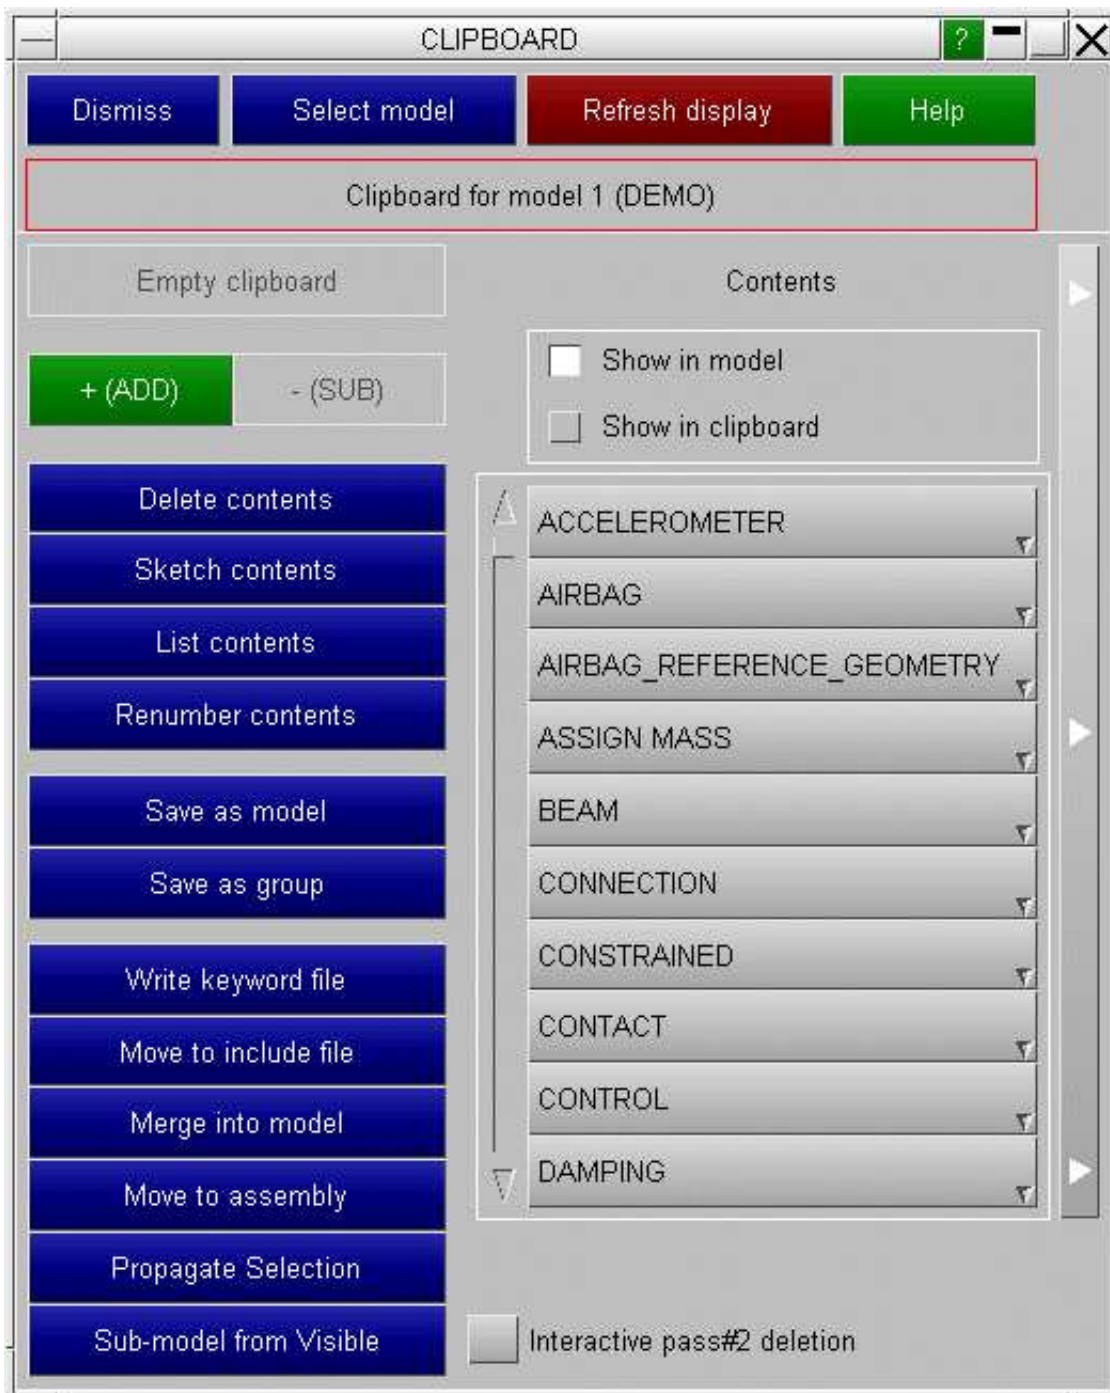 CLIPBOARD ?
Dismiss Select model Refresh display Help
Clipboard for model 1 (DEMO)
Empty clipboard
+ (ADD) - (SUB)
Delete contents
Sketch contents
List contents
Renumber contents
Save as model
Save as group
Write keyword file
Move to include file
Merge into model
Move to assembly
Propagate Selection
Sub-model from Visible
Contents
Show in model
Show in clipboard
ACCELEROMETER
AIRBAG
AIRBAG_REFERENCE_GEOMETRY
ASSIGN MASS
BEAM
CONNECTION
CONSTRAINED
CONTACT
CONTROL
DAMPING
Interactive pass#2 deletion